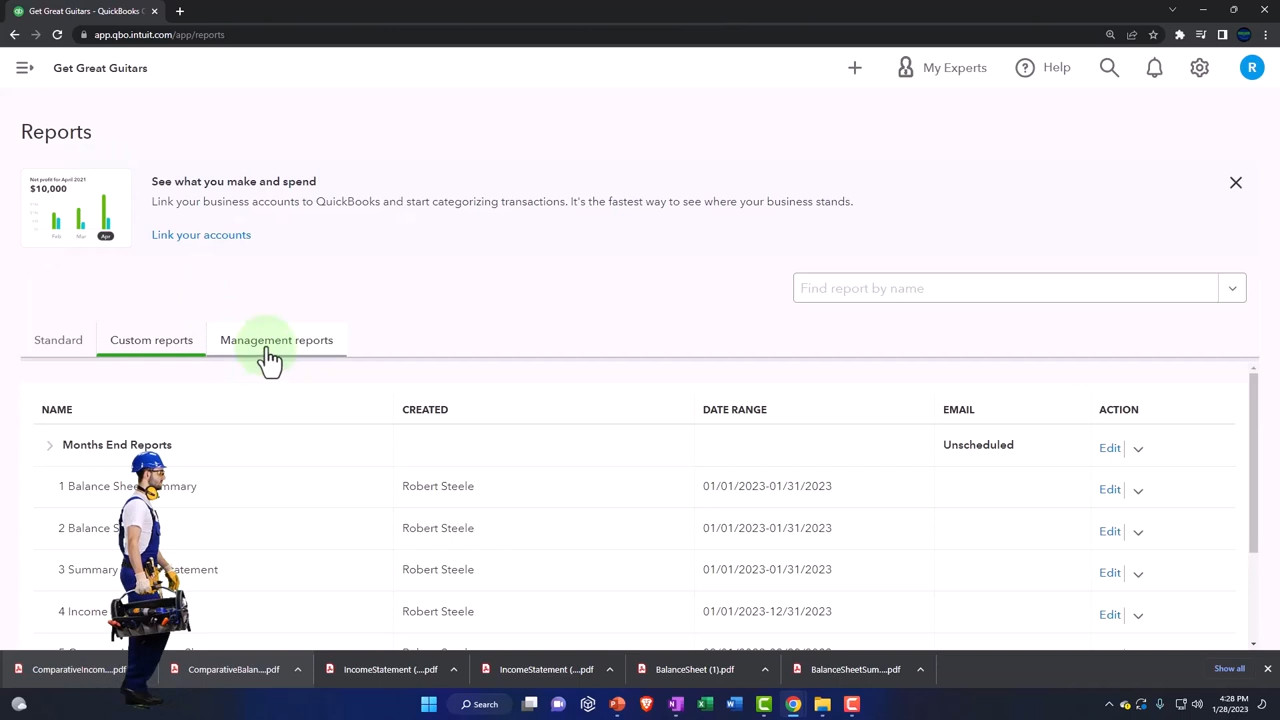 Get Great Guitars - QuickBooks C
app.qbo.intuit.com/app/reports
Get Great Guitars
My Experts
Help
R
Reports
Net profit for April 2021
$10,000
Feb
Mar
Apr
See what you make and spend
Link your business accounts to QuickBooks and start categorizing transactions. It's the fastest way to see where your business stands.
Link your accounts
Find report by name
Standard
Custom reports
Management reports
NAME CREATED DATE RANGE EMAIL ACTION
Months End Reports Unscheduled Edit
1 Balance Sheet Summary Robert Steele 01/01/2023-01/31/2023 Edit
2 Balance S Robert Steele 01/01/2023-01/31/2023 Edit
3 Summary atement Robert Steele 01/01/2023-01/31/2023 Edit
4 Income Robert Steele 01/01/2023-12/31/2023 Edit
ComparativeIncom....pdf
ComparativeBalan....pdf
IncomeStatement (....pdf
IncomeStatement (....pdf
BalanceSheet (1).pdf
BalanceSheetSum....pdf
Show all
Search
4:28 PM
1/28/2023